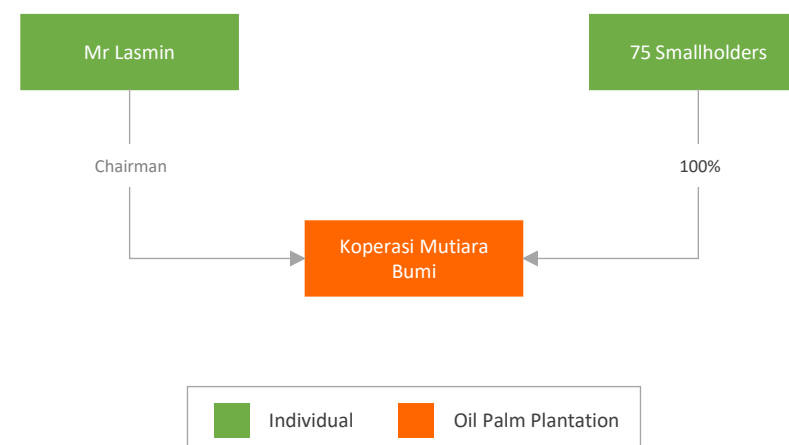 Mr Lasmin
75 Smallholders
Chairman
100%
Koperasi Mutiara
Bumi
Individual
Oil Palm Plantation